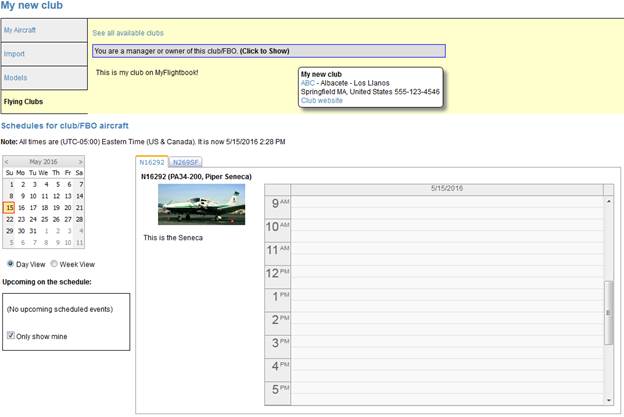 My new club
My Aircraft
Import
Models
Flying Clubs
See all available clubs
You are a manager or owner of this club/FBO. (Click to Show)
This is my club on MyFlightbook!
My new club
ABC - Albacete - Los Llanos
Springfield MA, United States 555-123-4546
Club website
Schedules for club/FBO aircraft
Note: All times are (UTC-05:00) Eastern Time (US & Canada). It is now 5/15/2016 2:28 PM
< May 2016 >
Su Mo Tu We Th Fr Sa
1 2 3 4 5 6 7
8 9 10 11 12 13 14
15 16 17 18 19 20 21
22 23 24 25 26 27 28
29 30 31 1 2 3 4
5 6 7 8 9 10 11
Day View Week View
Upcoming on the schedule:
(No upcoming scheduled events)
Only show mine
N16292 N269SF
N16292 (PA34-200, Piper Seneca)
This is the Seneca
5/15/2016
9 AM
10 AM
11 AM
12 PM
1 PM
2 PM
3 PM
4 PM
5 PM